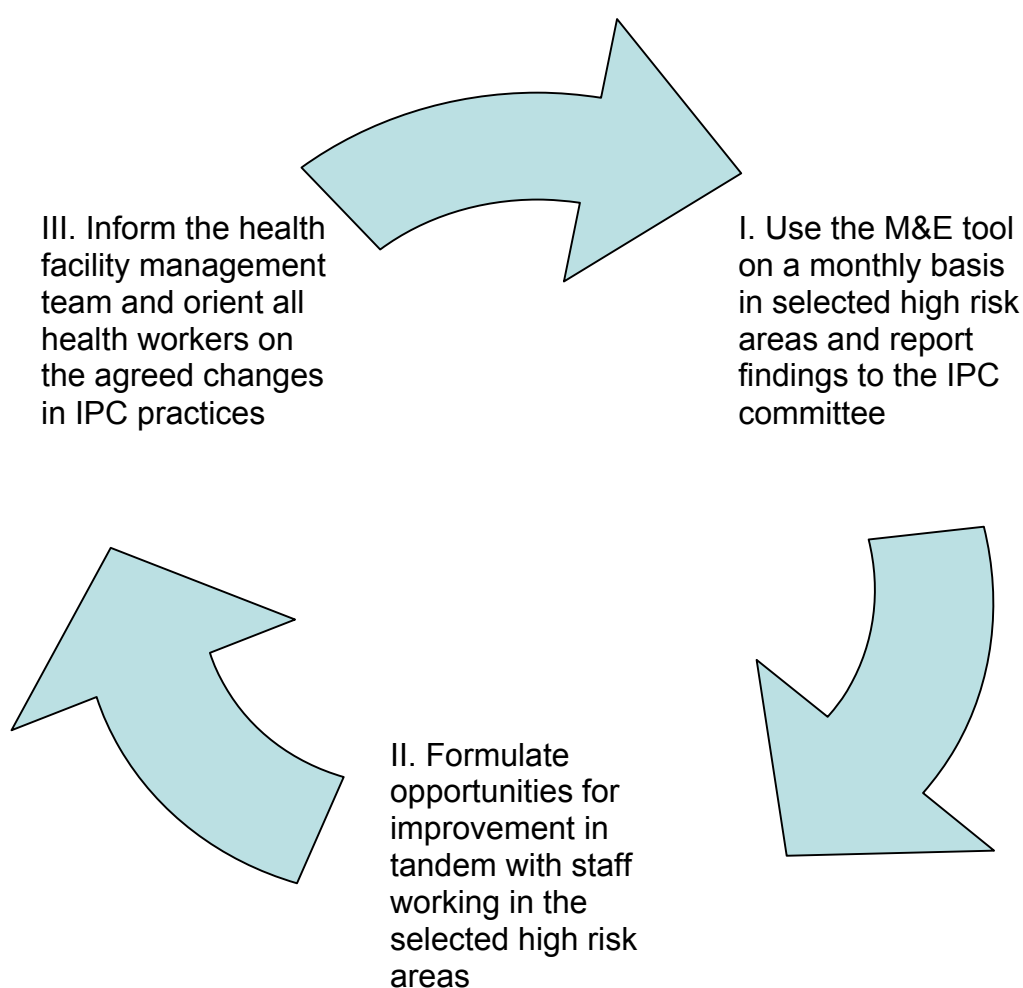 III. Inform the health
facility management
team and orient all
health workers on
the agreed changes
in IPC practices
I. Use the M&E tool
on a monthly basis
in selected high risk
areas and report
findings to the IPC
committee
II. Formulate
opportunities for
improvement in
tandem with staff
working in the
selected high risk
areas